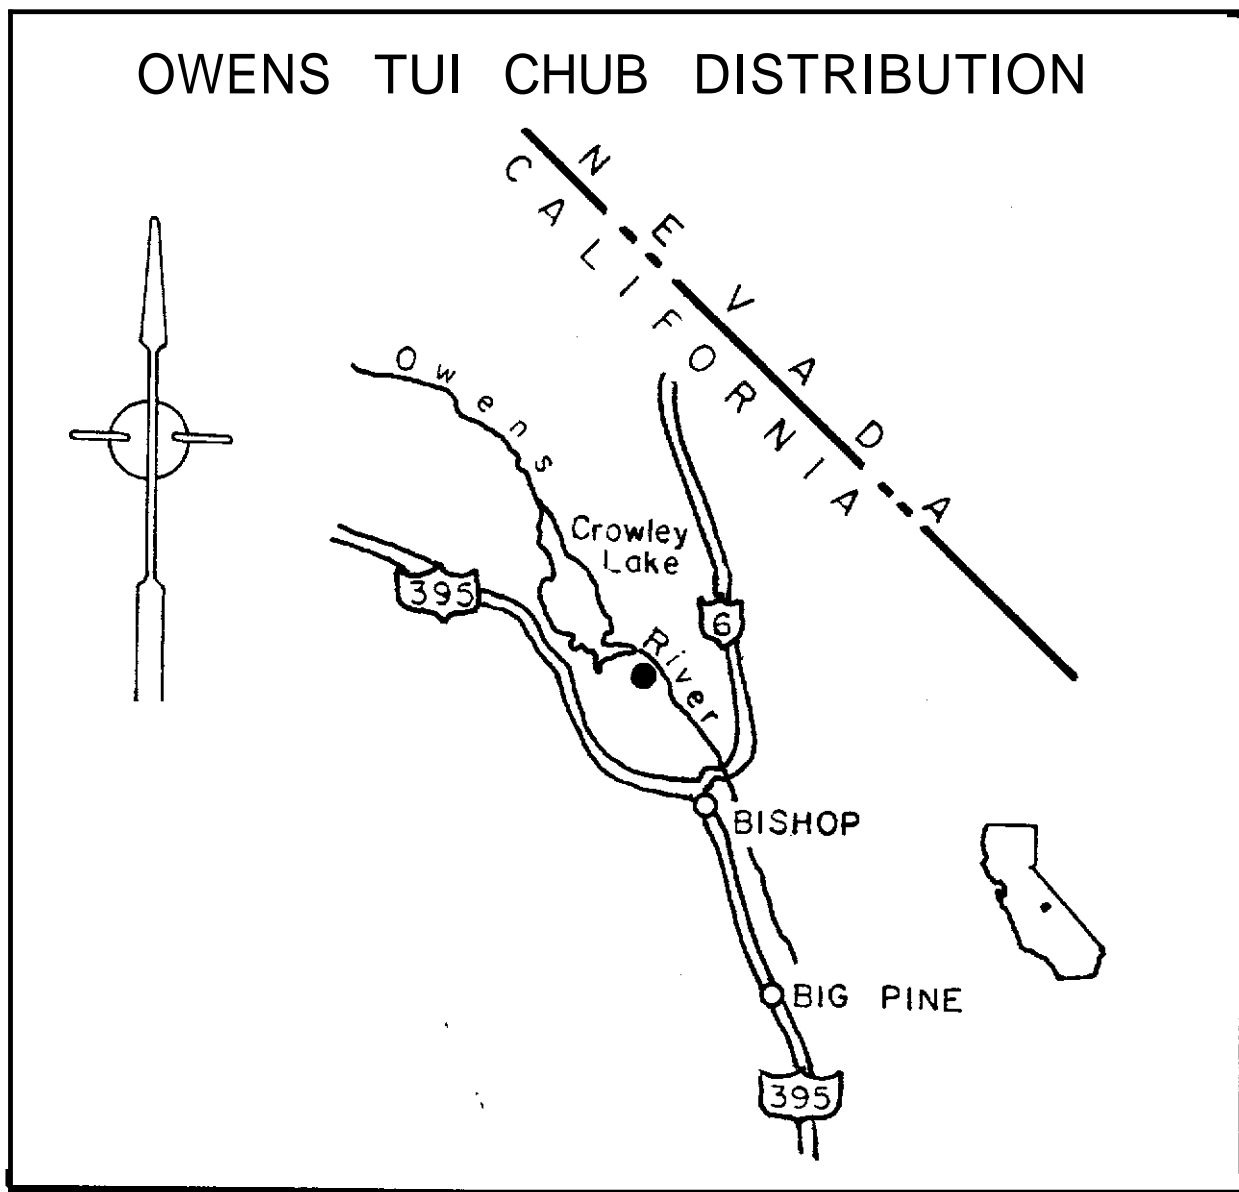 OWENS TUI CHUB DISTRIBUTION
NEVADA
CALIFORNIA
Owens
Crowley
Lake
395
6
River
BISHOP
BIG PINE
395